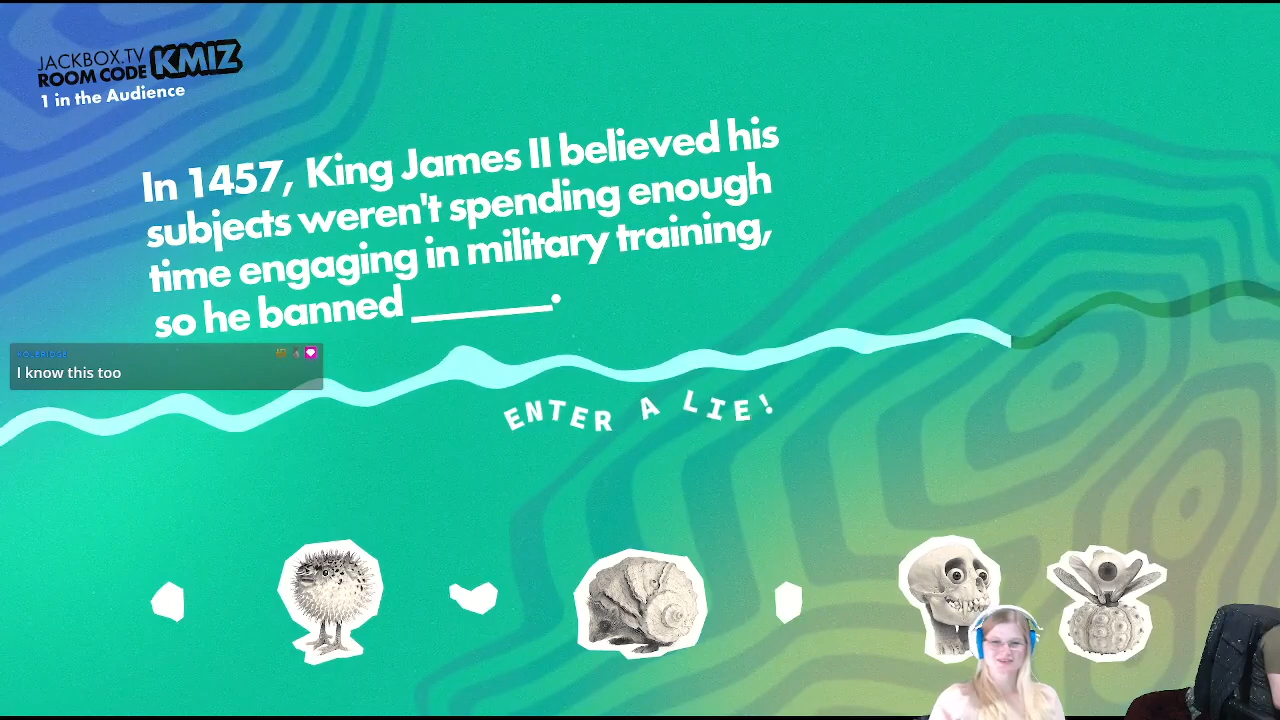 JACKBOX.TV
ROOM CODE KMIZ
1 in the Audience
In 1457, King James II believed his
subjects weren't spending enough
time engaging in military training,
so he banned ______.
I know this too
ENTER A LIE!